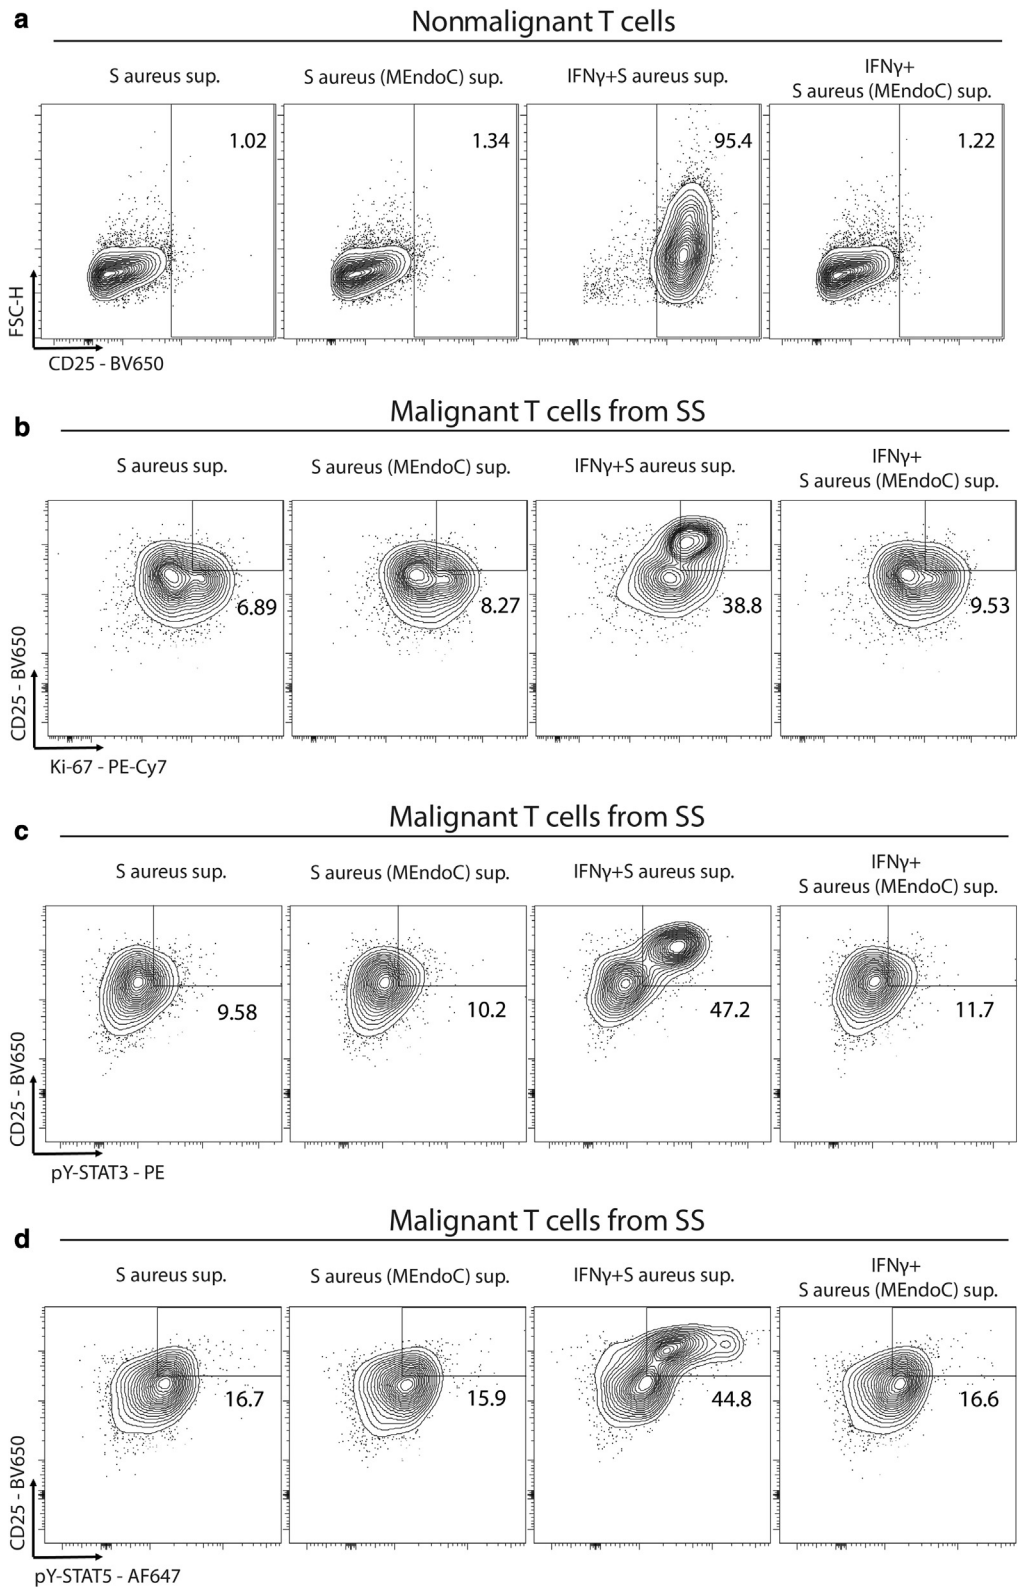 a
Nonmalignant T cells
S aureus sup.
S aureus (MEndoC) sup.
IFNγ+S aureus sup.
IFNγ+
S aureus (MEndoC) sup.
1.02
1.34
95.4
1.22
FSC-H
CD25 - BV650
b
Malignant T cells from SS
S aureus sup.
S aureus (MEndoC) sup.
IFNγ+S aureus sup.
IFNγ+
S aureus (MEndoC) sup.
6.89
8.27
38.8
9.53
CD25 - BV650
Ki-67 - PE-Cy7
c
Malignant T cells from SS
S aureus sup.
S aureus (MEndoC) sup.
IFNγ+S aureus sup.
IFNγ+
S aureus (MEndoC) sup.
9.58
10.2
47.2
11.7
CD25 - BV650
pY-STAT3 - PE
d
Malignant T cells from SS
S aureus sup.
S aureus (MEndoC) sup.
IFNγ+S aureus sup.
IFNγ+
S aureus (MEndoC) sup.
16.7
15.9
44.8
16.6
CD25 - BV650
pY-STAT5 - AF647